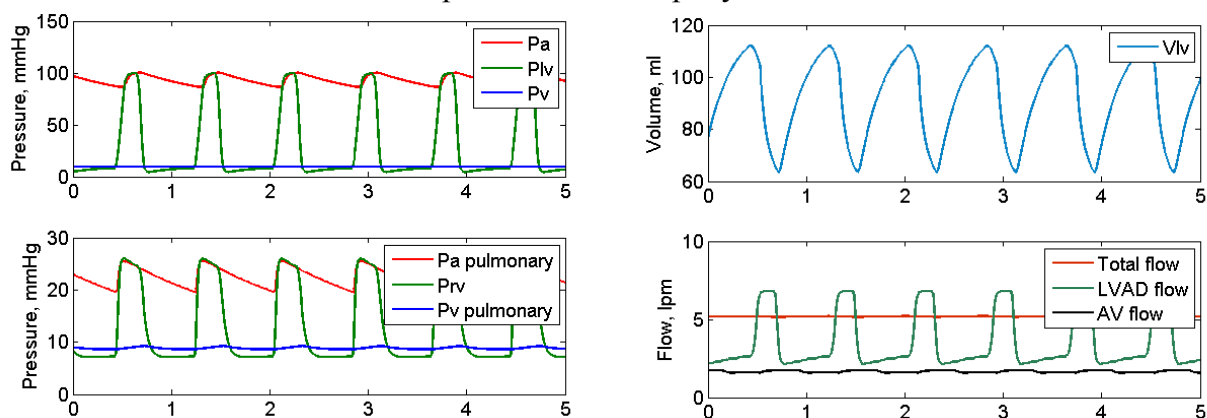 150
100
50
0
Pressure, mmHg
Pa
Plv
Pv
0 1 2 3 4 5
120
100
80
60
Volume, ml
Vlv
0 1 2 3 4 5
30
20
10
0
Pressure, mmHg
Pa pulmonary
Prv
Pv pulmonary
0 1 2 3 4 5
10
5
0
Flow, lpm
Total flow
LVAD flow
AV flow
0 1 2 3 4 5